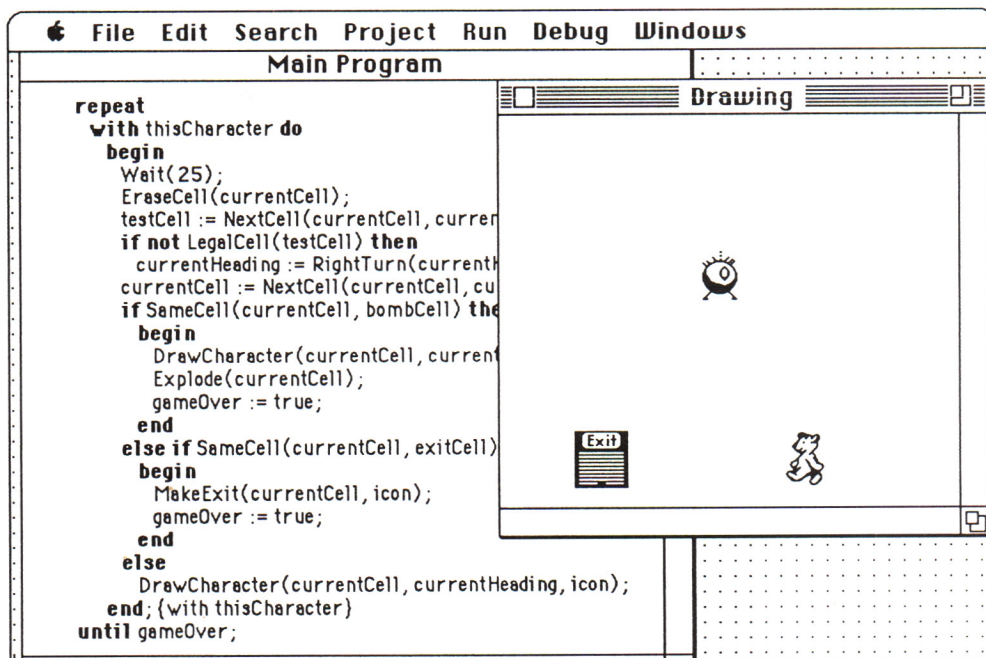 File Edit Search Project Run Debug Windows
Main Program
repeat
with thisCharacter do
begin
Wait(25);
EraseCell(currentCell);
testCell := NextCell(currentCell, curren
if not LegalCell(testCell) then
currentHeading := RightTurn(currentH
currentCell := NextCell(currentCell, cu
if SameCell(currentCell, bombCell) the
begin
DrawCharacter(currentCell, current
Explode(currentCell);
gameOver := true;
end
else if SameCell(currentCell, exitCell)
begin
MakeExit(currentCell, icon);
gameOver := true;
end
else
DrawCharacter(currentCell, currentHeading, icon);
end; {with thisCharacter}
until gameOver;
Drawing
Exit